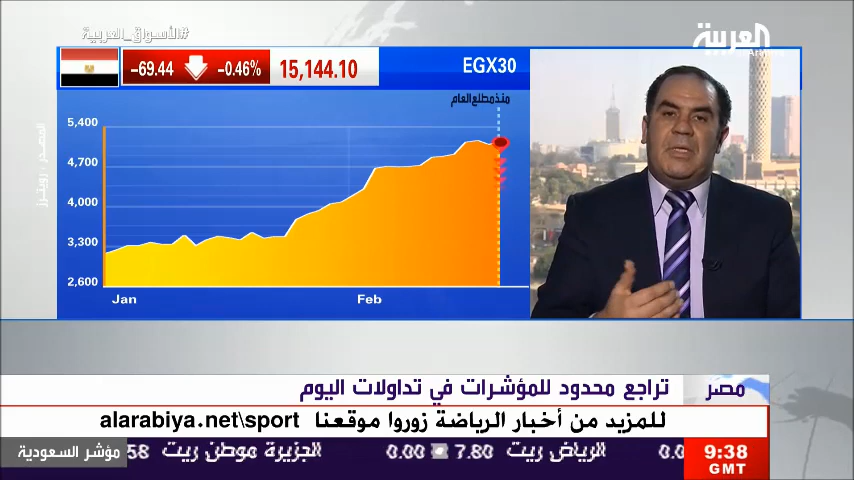 #الأسواق_العربية
العربية
-69.44 -0.46% 15,144.10 EGX30
منذ مطلع العام
المصدر : رويترز
5,400
4,700
4,000
3,300
2,600
Jan Feb
مصر
تراجع محدود للمؤشرات في تداولات اليوم
للمزيد من أخبار الرياضة زوروا موقعنا alarabiya.net\sport
مؤشر السعودية
0.0 الرياض ريت 7.80 0.00 الجزيرة موطن ريت 58
9:38
GMT